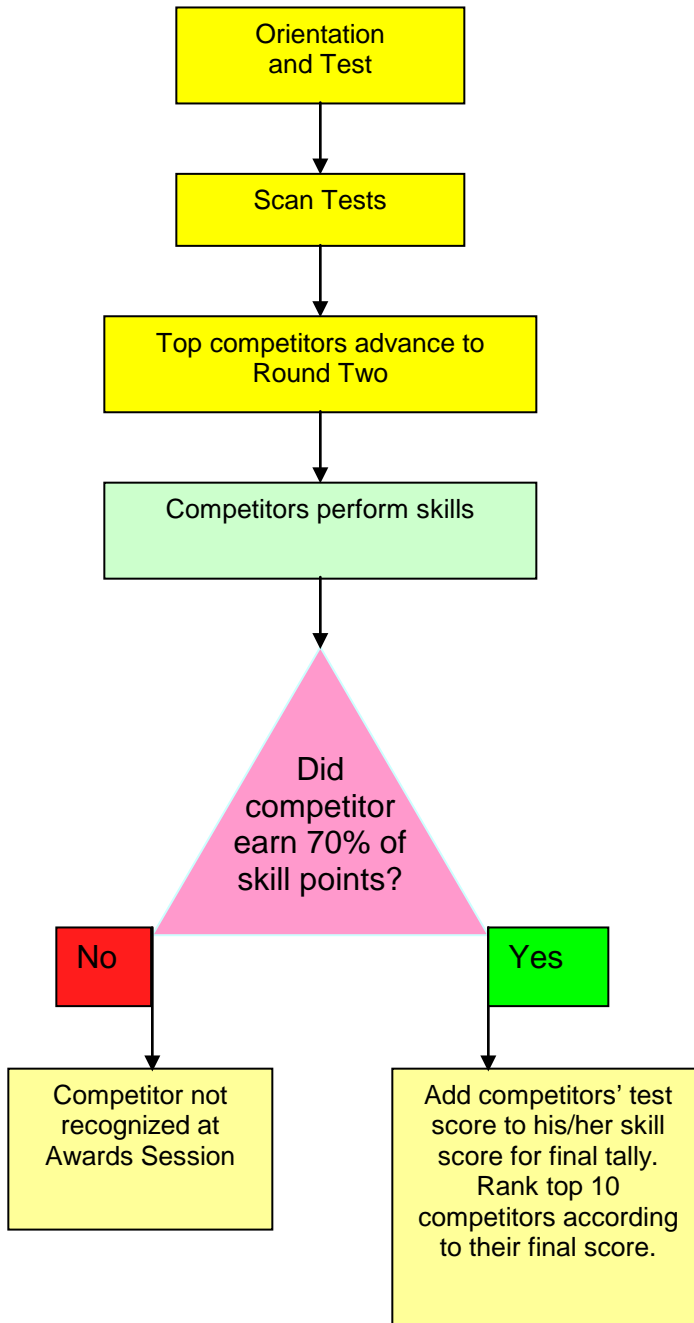 Orientation
and Test
Scan Tests
Top competitors advance to
Round Two
Competitors perform skills
Did
competitor
earn 70% of
skill points?
No
Yes
Competitor not
recognized at
Awards Session
Add competitors’ test
score to his/her skill
score for final tally.
Rank top 10
competitors according
to their final score.